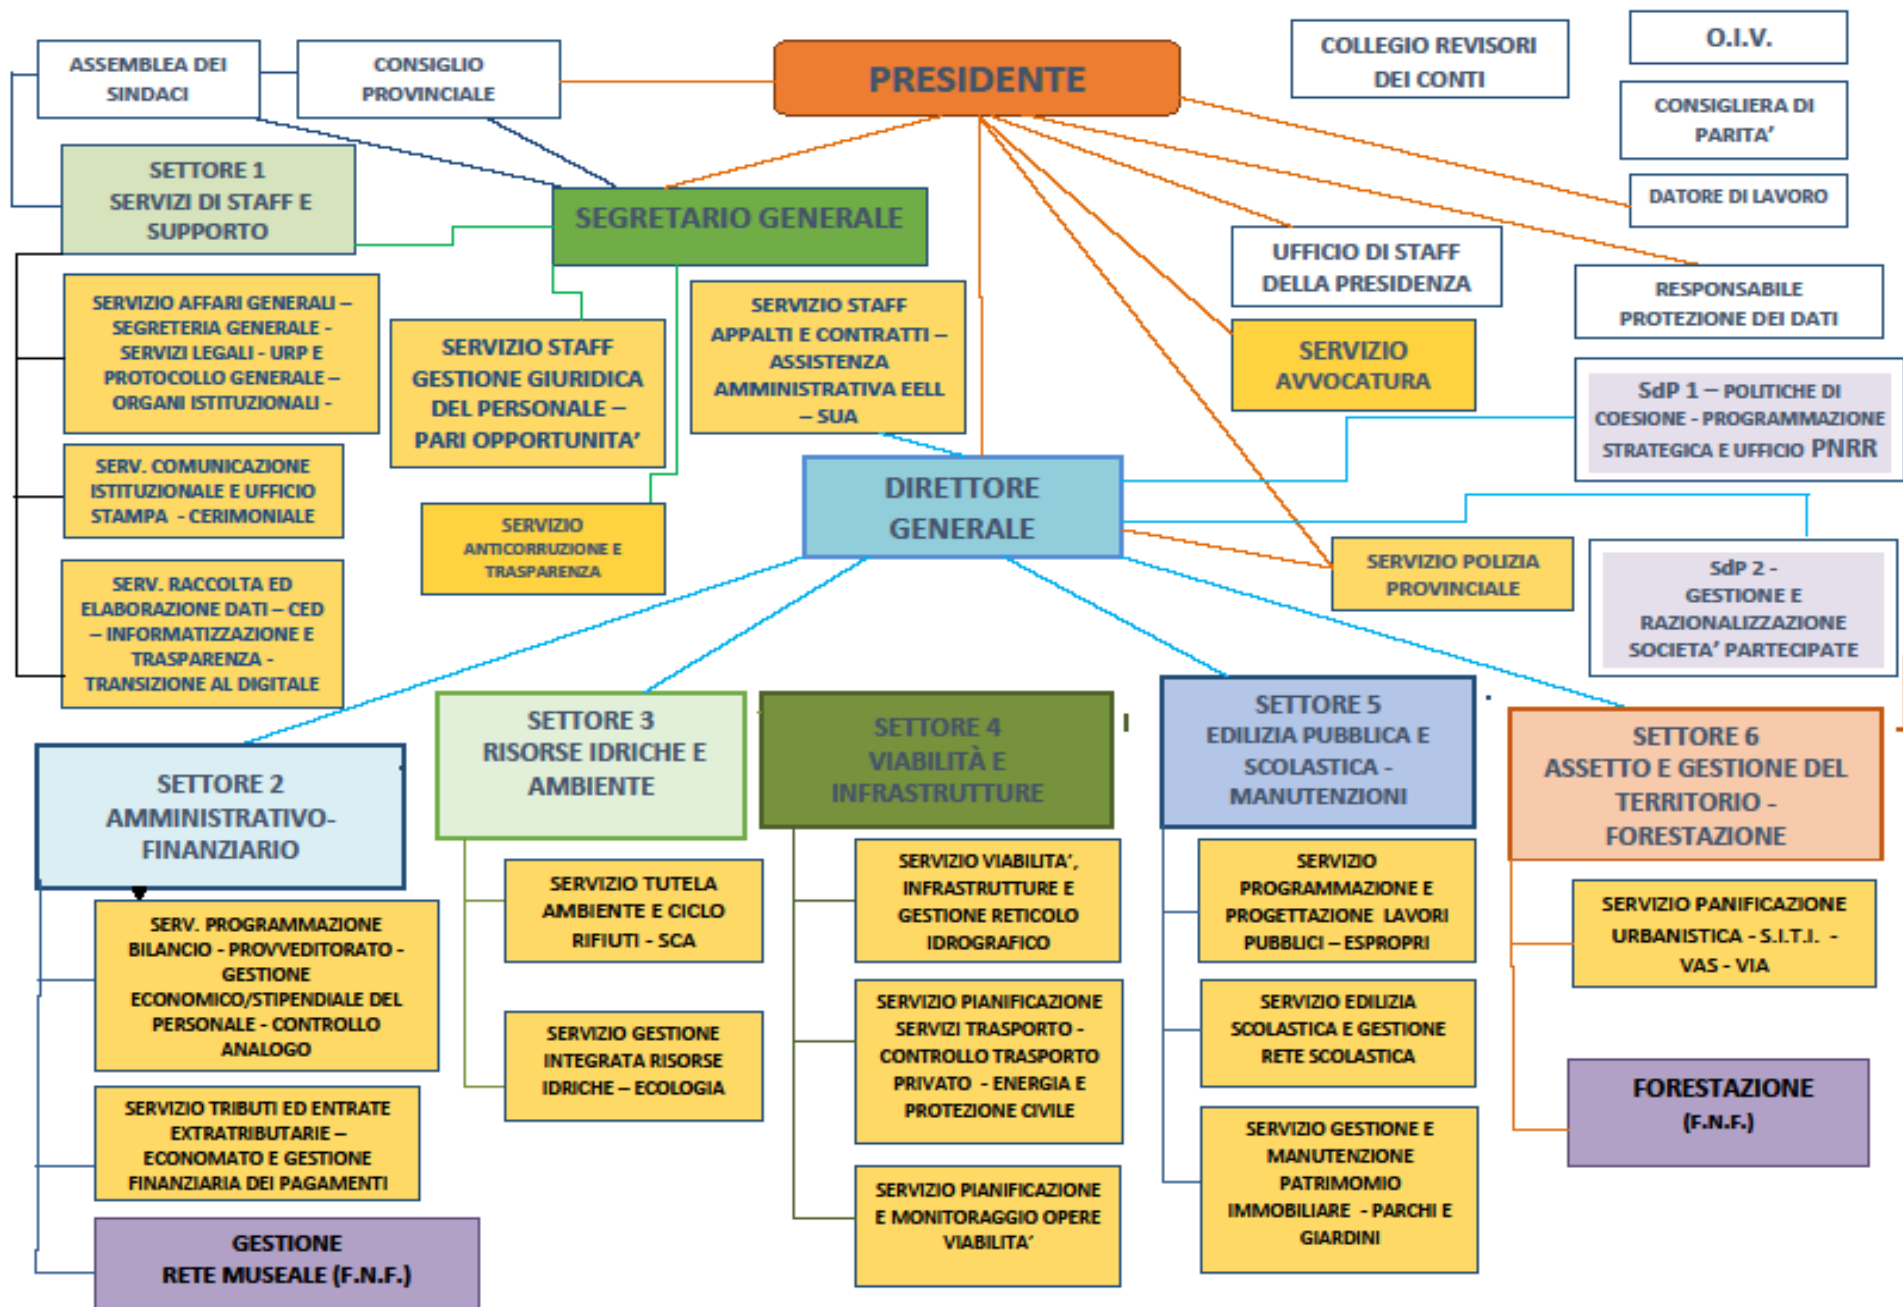 ASSEMBLEA DEI
SINDACI
CONSIGLIO
PROVINCIALE
PRESIDENTE
COLLEGIO REVISORI
DEI CONTI
O.I.V.
CONSIGLIERA DI
PARITA’
DATORE DI LAVORO
SETTORE 1
SERVIZI DI STAFF E
SUPPORTO
SEGRETARIO GENERALE
UFFICIO DI STAFF
DELLA PRESIDENZA
RESPONSABILE
PROTEZIONE DEI DATI
SERVIZIO AFFARI GENERALI –
SEGRETERIA GENERALE -
SERVIZI LEGALI - URP E
PROTOCOLLO GENERALE –
ORGANI ISTITUZIONALI -
SERVIZIO STAFF
GESTIONE GIURIDICA
DEL PERSONALE –
PARI OPPORTUNITA’
SERVIZIO STAFF
APPALTI E CONTRATTI –
ASSISTENZA
AMMINISTRATIVA EELL
– SUA
SERVIZIO
AVVOCATURA
SdP 1 – POLITICHE DI
COESIONE - PROGRAMMAZIONE
STRATEGICA E UFFICIO PNRR
SERV. COMUNICAZIONE
ISTITUZIONALE E UFFICIO
STAMPA - CERIMONIALE
SERVIZIO
ANTICORRUZIONE E
TRASPARENZA
DIRETTORE
GENERALE
SERVIZIO POLIZIA
PROVINCIALE
SdP 2 -
GESTIONE E
RAZIONALIZZAZIONE
SOCIETA’ PARTECIPATE
SERV. RACCOLTA ED
ELABORAZIONE DATI – CED
– INFORMATIZZAZIONE E
TRASPARENZA -
TRANSIZIONE AL DIGITALE
SETTORE 2
AMMINISTRATIVO-
FINANZIARIO
SETTORE 3
RISORSE IDRICHE E
AMBIENTE
SETTORE 4
VIABILITÀ E
INFRASTRUTTURE
SETTORE 5
EDILIZIA PUBBLICA E
SCOLASTICA -
MANUTENZIONI
SETTORE 6
ASSETTO E GESTIONE DEL
TERRITORIO -
FORESTAZIONE
SERV. PROGRAMMAZIONE
BILANCIO - PROVVEDITORATO -
GESTIONE
ECONOMICO/STIPENDIALE DEL
PERSONALE - CONTROLLO
ANALOGO
SERVIZIO TRIBUTI ED ENTRATE
EXTRATRIBUTARIE –
ECONOMATO E GESTIONE
FINANZIARIA DEI PAGAMENTI
GESTIONE
RETE MUSEALE (F.N.F.)
SERVIZIO TUTELA
AMBIENTE E CICLO
RIFIUTI - SCA
SERVIZIO GESTIONE
INTEGRATA RISORSE
IDRICHE – ECOLOGIA
SERVIZIO VIABILITA’,
INFRASTRUTTURE E
GESTIONE RETICOLO
IDROGRAFICO
SERVIZIO PIANIFICAZIONE
SERVIZI TRASPORTO -
CONTROLLO TRASPORTO
PRIVATO - ENERGIA E
PROTEZIONE CIVILE
SERVIZIO PIANIFICAZIONE
E MONITORAGGIO OPERE
VIABILITA’
SERVIZIO
PROGRAMMAZIONE E
PROGETTAZIONE LAVORI
PUBBLICI – ESPROPRI
SERVIZIO EDILIZIA
SCOLASTICA E GESTIONE
RETE SCOLASTICA
SERVIZIO GESTIONE E
MANUTENZIONE
PATRIMOMIO
IMMOBILIARE - PARCHI E
GIARDINI
SERVIZIO PANIFICAZIONE
URBANISTICA - S.I.T.I. -
VAS - VIA
FORESTAZIONE
(F.N.F.)